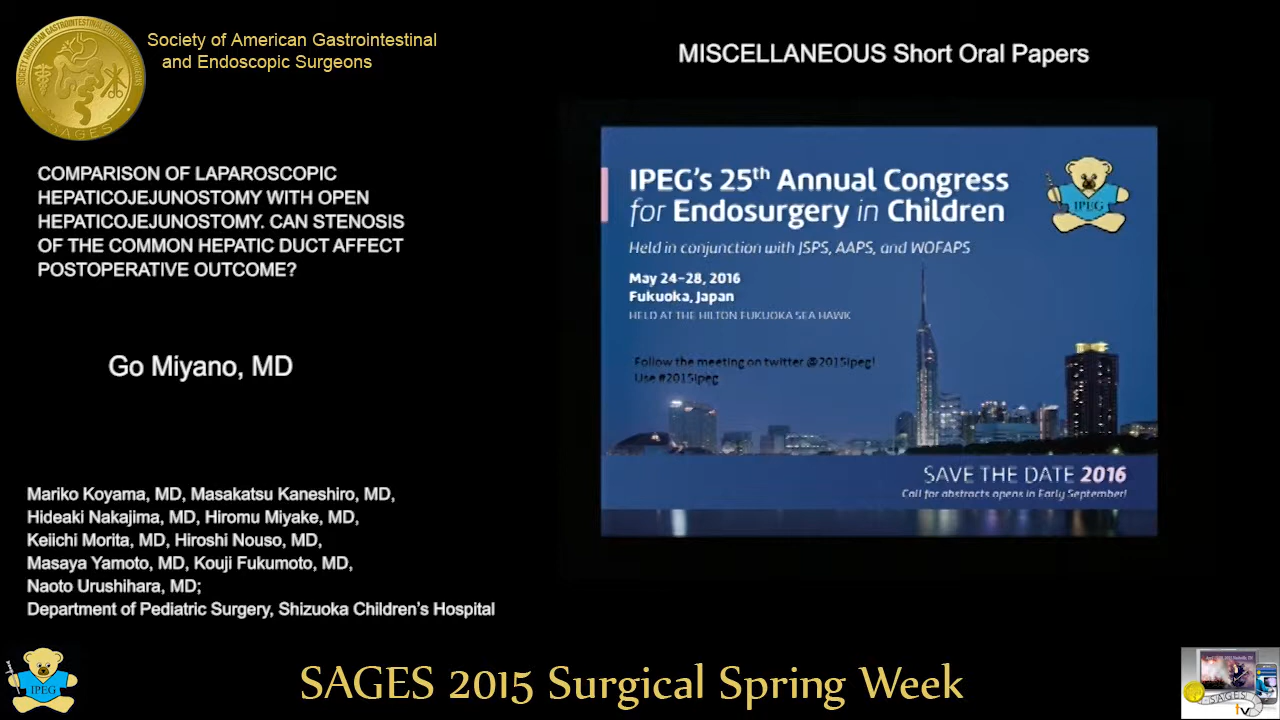 Society of American Gastrointestinal
and Endoscopic Surgeons
SAGES
MISCELLANEOUS Short Oral Papers
COMPARISON OF LAPAROSCOPIC
HEPATICOJEJUNOSTOMY WITH OPEN
HEPATICOJEJUNOSTOMY. CAN STENOSIS
OF THE COMMON HEPATIC DUCT AFFECT
POSTOPERATIVE OUTCOME?
Go Miyano, MD
Mariko Koyama, MD, Masakatsu Kaneshiro, MD,
Hideaki Nakajima, MD, Hiromu Miyake, MD,
Keiichi Morita, MD, Hiroshi Nouso, MD,
Masaya Yamoto, MD, Kouji Fukumoto, MD,
Naoto Urushihara, MD;
Department of Pediatric Surgery, Shizuoka Children's Hospital
IPEG's 25th Annual Congress
for Endosurgery in Children
IPEG
Held in conjunction with JSPS, AAPS, and WOFAPS
May 24-28, 2016
Fukuoka, Japan
HELD AT THE HILTON FUKUOKA SEA HAWK
Follow the meeting on twitter @2015ipeg!
Use #2015ipeg
SAVE THE DATE 2016
Call for abstracts opens in Early September!
IPEG
SAGES 2015 Surgical Spring Week
SAGES
tv